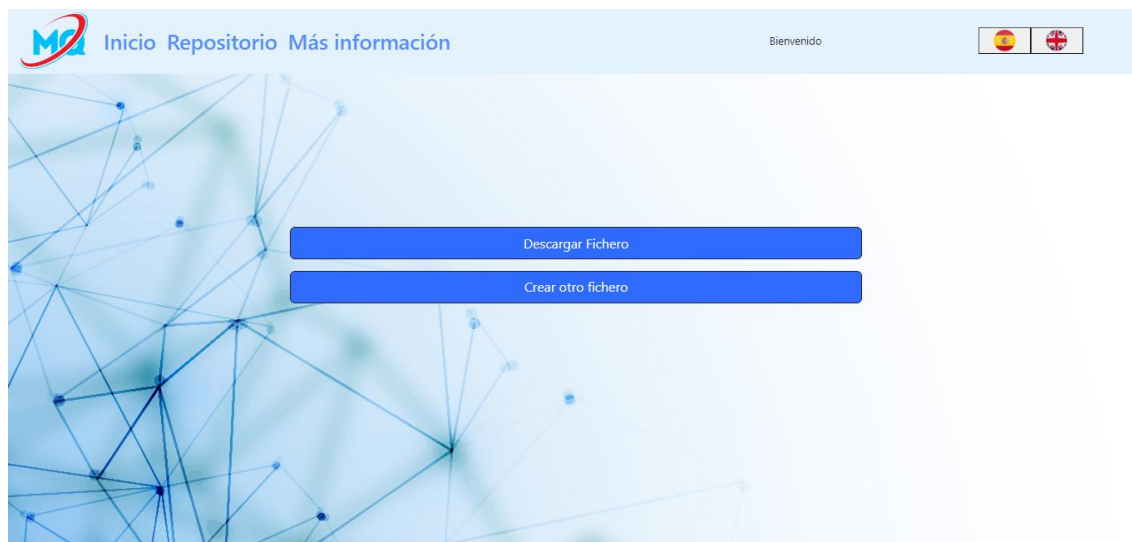 MQ Inicio Repositorio Más información Bienvenido
Descargar Fichero
Crear otro fichero